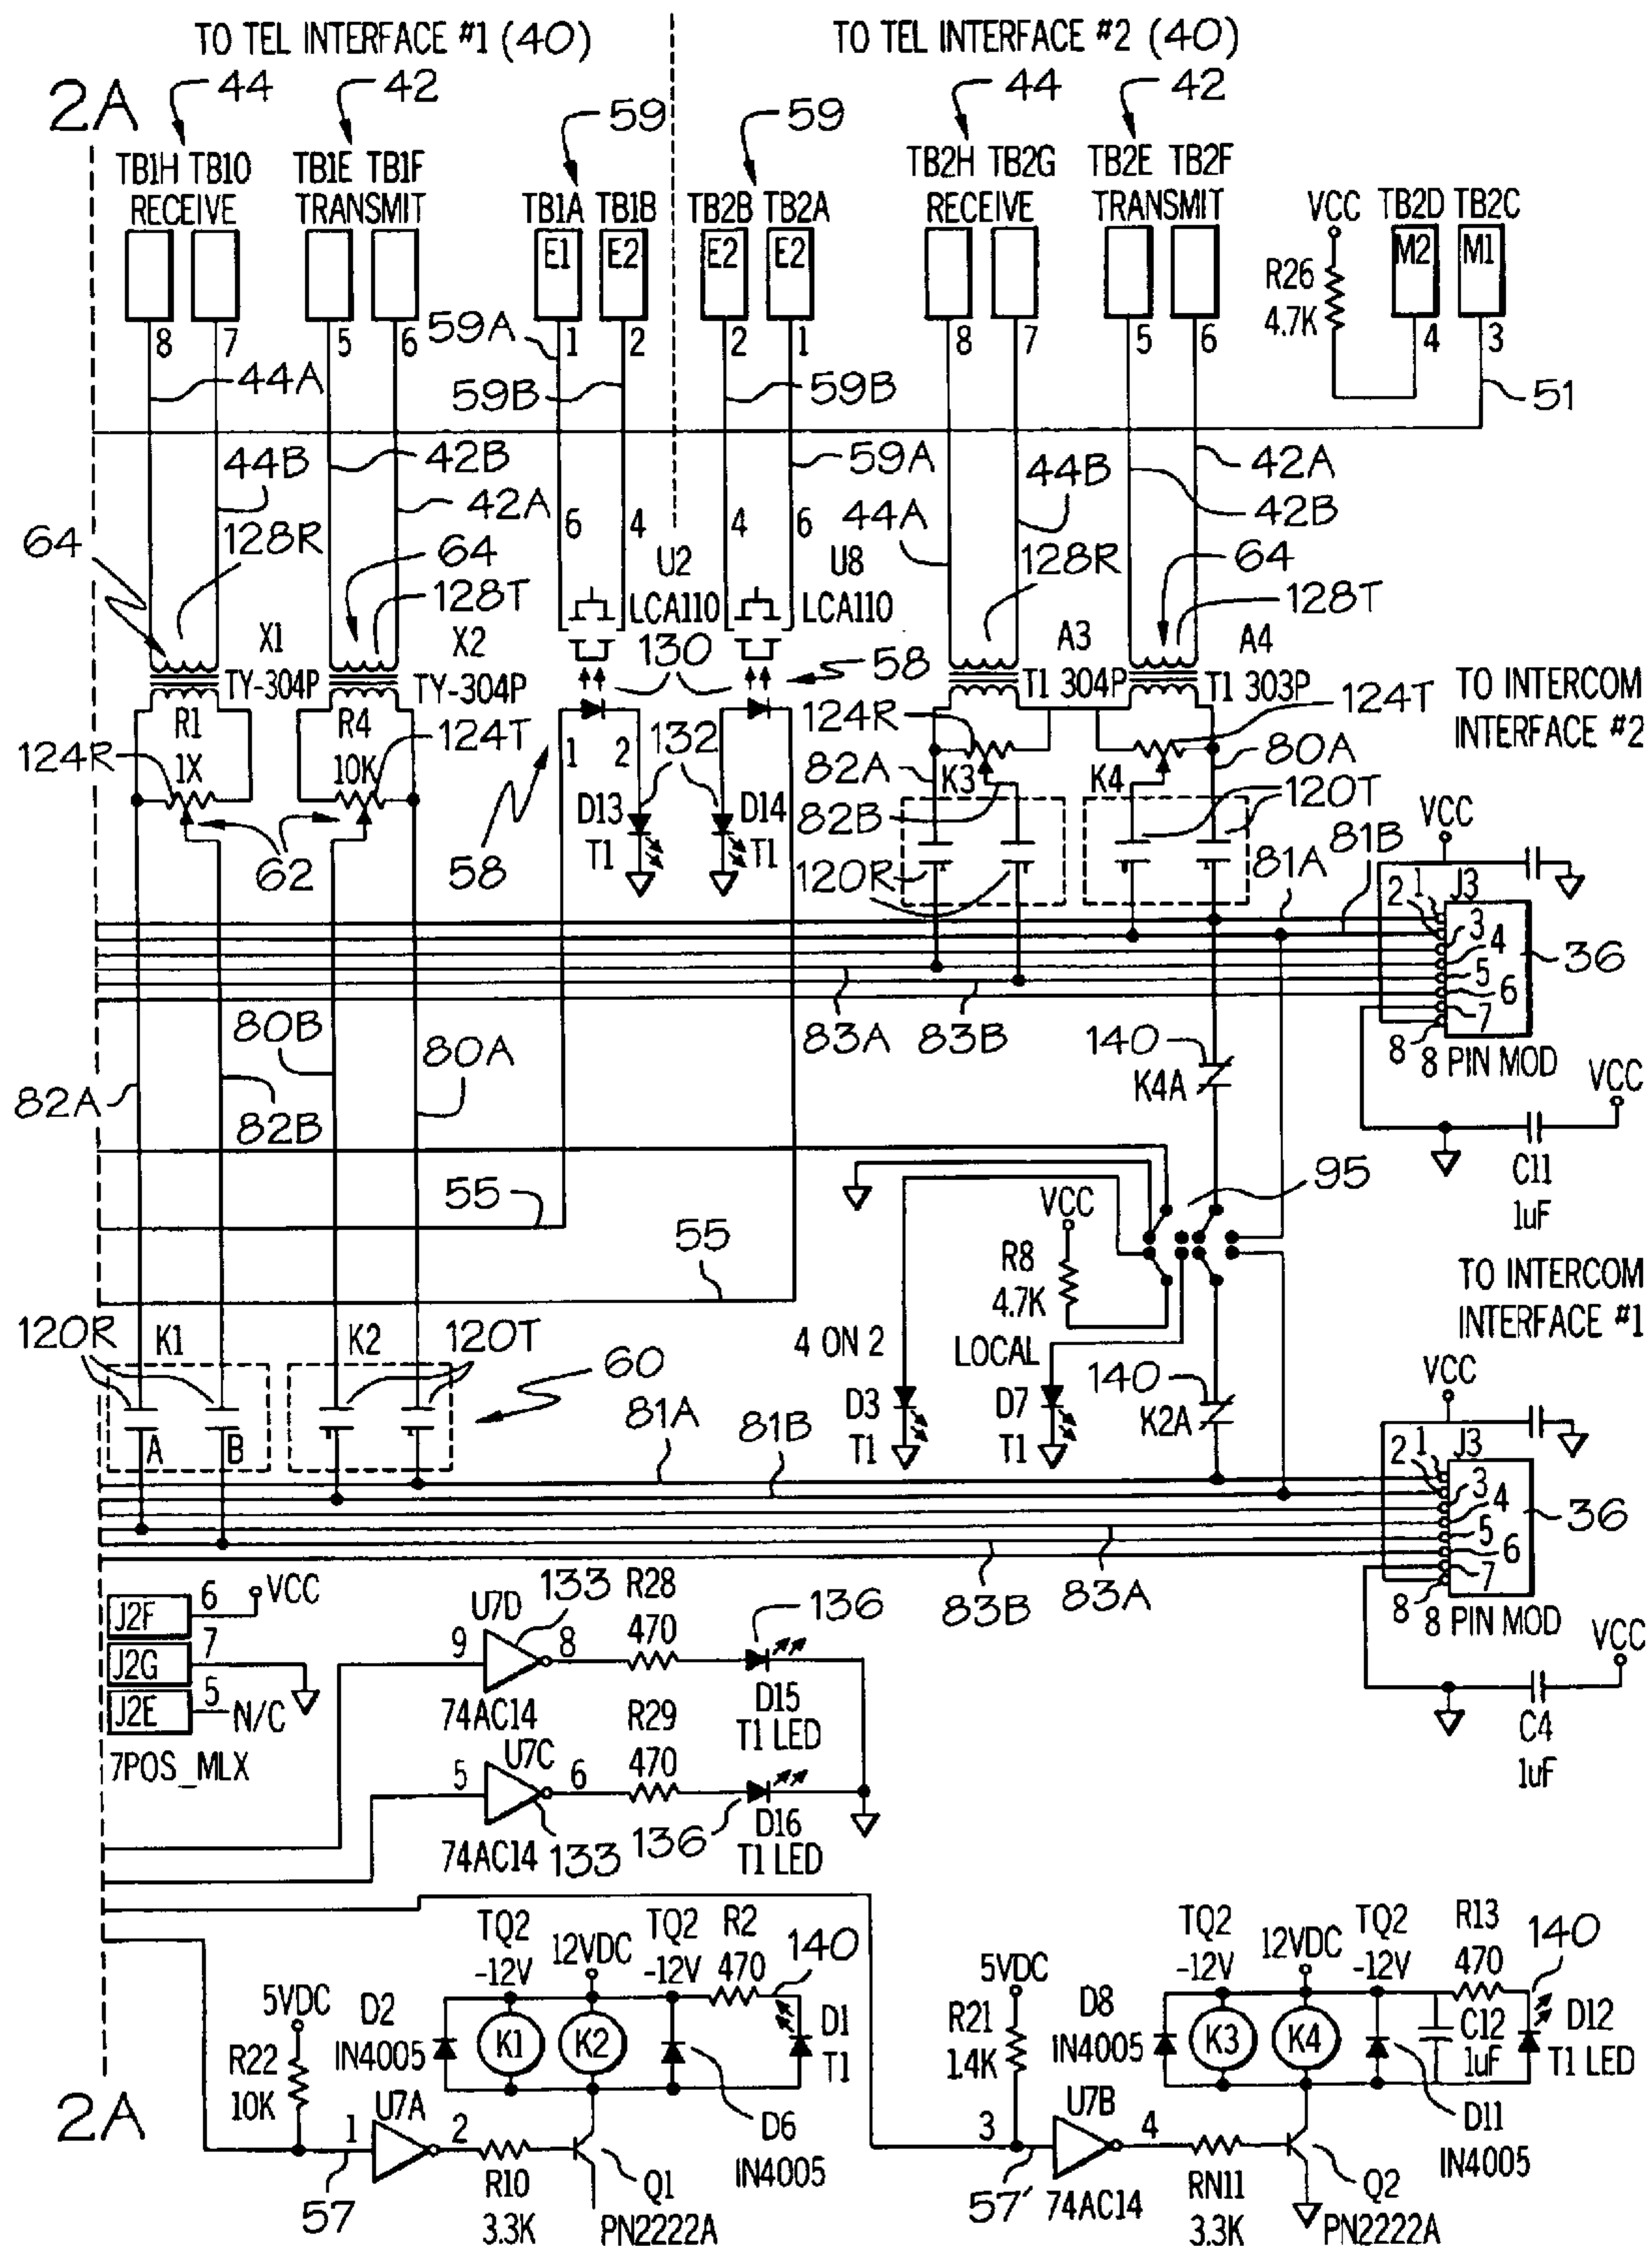 TO TEL INTERFACE #1 (40)
TO TEL INTERFACE #2 (40)
2A
44
42
59
59
44
42
TB1H TB1O
RECEIVE
TB1E TB1F
TRANSMIT
TB1A TB1B
TB2B TB2A
TB2H TB2G
RECEIVE
TB2E TB2F
TRANSMIT
VCC
TB2D TB2C
E1
E2
E2
E2
M2
M1
R26
4.7K
8
7
5
6
59A
1
2
2
1
8
7
5
6
4
3
44A
59B
59B
51
44B
42B
59A
44B
42A
42A
6
4
4
6
44A
42B
64
128R
64
U2
U8
128R
64
128T
LCA110
LCA110
128T
X1
X2
130
58
A3
A4
TY-304P
TY-304P
T1 304P
T1 303P
TO INTERCOM
INTERFACE #2
R1
1X
R4
10K
124R
124T
1
2
132
124R
124T
82A
K3
K4
80A
62
58
D13
T1
D14
T1
82B
120T
120R
81A
81B
VCC
1
2
J3
3
4
5
6
7
8
36
8 PIN MOD
80B
80A
83A
83B
140
K4A
82A
82B
VCC
C11
1uF
55
55
VCC
95
R8
4.7K
TO INTERCOM
INTERFACE #1
120R
K1
K2
120T
60
4 ON 2
LOCAL
140
VCC
A
B
81A
81B
D3
T1
D7
T1
K2A
1
2
J3
3
4
5
6
7
8
36
8 PIN MOD
83B
83A
VCC
C4
1uF
J2F
6
VCC
J2G
7
J2E
5
N/C
7POS_MLX
U7D
133
R28
470
136
9
8
74AC14
D15
T1 LED
R29
470
U7C
5
6
74AC14
133
136
D16
T1 LED
TQ2
-12V
12VDC
TQ2
-12V
R2
470
140
TQ2
-12V
12VDC
TQ2
-12V
R13
470
140
5VDC
D2
IN4005
K1
K2
D1
T1
5VDC
R21
1.4K
D8
IN4005
K3
K4
C12
1uF
D12
T1 LED
R22
10K
2A
1
U7A
2
D6
IN4005
3
U7B
4
D11
IN4005
57
R10
3.3K
Q1
PN2222A
57'
74AC14
RN11
3.3K
Q2
PN2222A